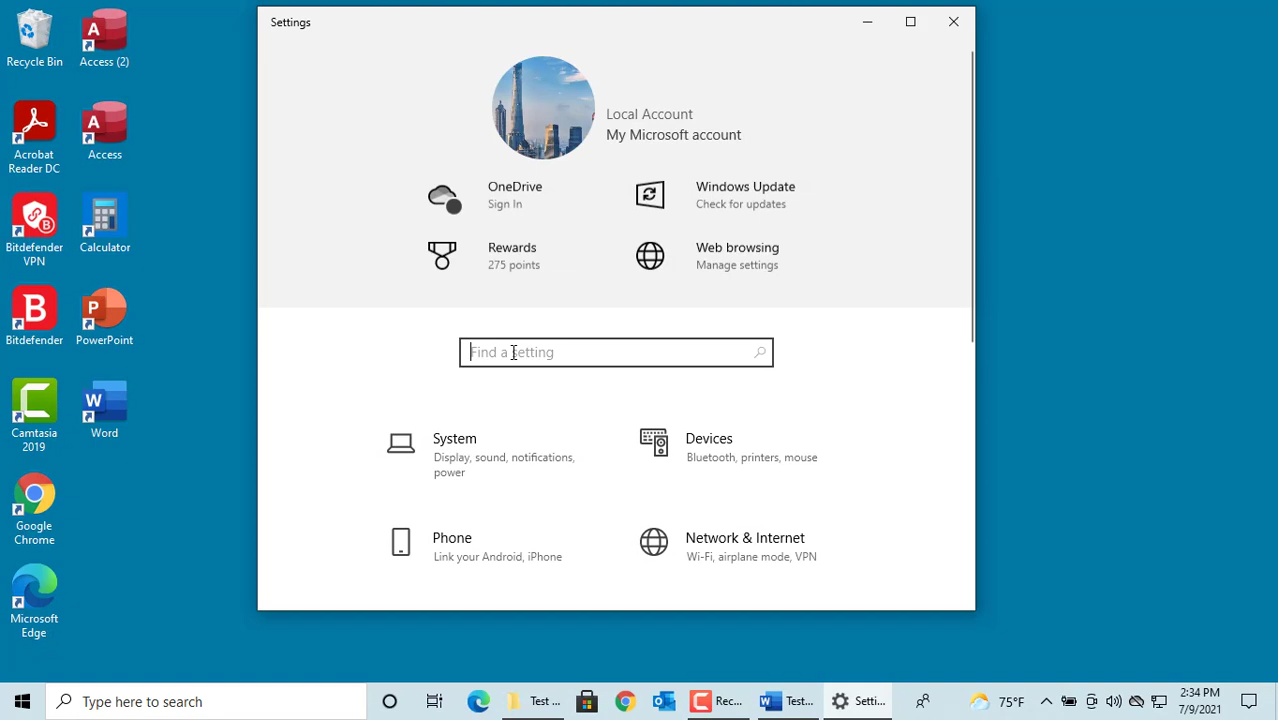 Recycle Bin
Access (2)
Acrobat
Reader DC
Access
Bitdefender
VPN
Calculator
Bitdefender
PowerPoint
Camtasia
2019
Word
Google
Chrome
Microsoft
Edge
Settings
Local Account
My Microsoft account
OneDrive
Sign In
Windows Update
Check for updates
Rewards
275 points
Web browsing
Manage settings
Find a setting
System
Display, sound, notifications,
power
Devices
Bluetooth, printers, mouse
Phone
Link your Android, iPhone
Network & Internet
Wi-Fi, airplane mode, VPN
Type here to search
Test ...
Rec...
Test...
Setti...
75°F
2:34 PM
7/9/2021